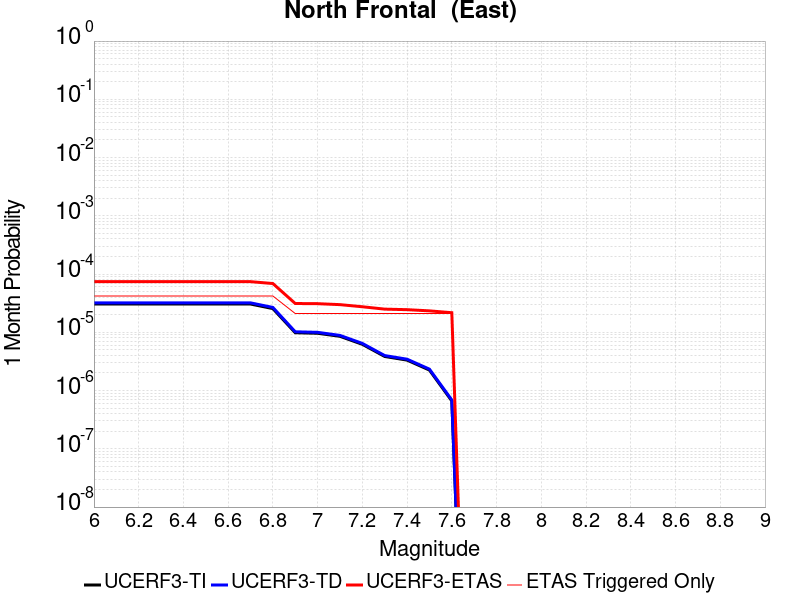 North Frontal  (East)
10^0
10^-1
10^-2
10^-3
10^-4
10^-5
10^-6
10^-7
10^-8
1 Month Probability
6 6.2 6.4 6.6 6.8 7 7.2 7.4 7.6 7.8 8 8.2 8.4 8.6 8.8 9
Magnitude
UCERF3-TI UCERF3-TD UCERF3-ETAS ETAS Triggered Only